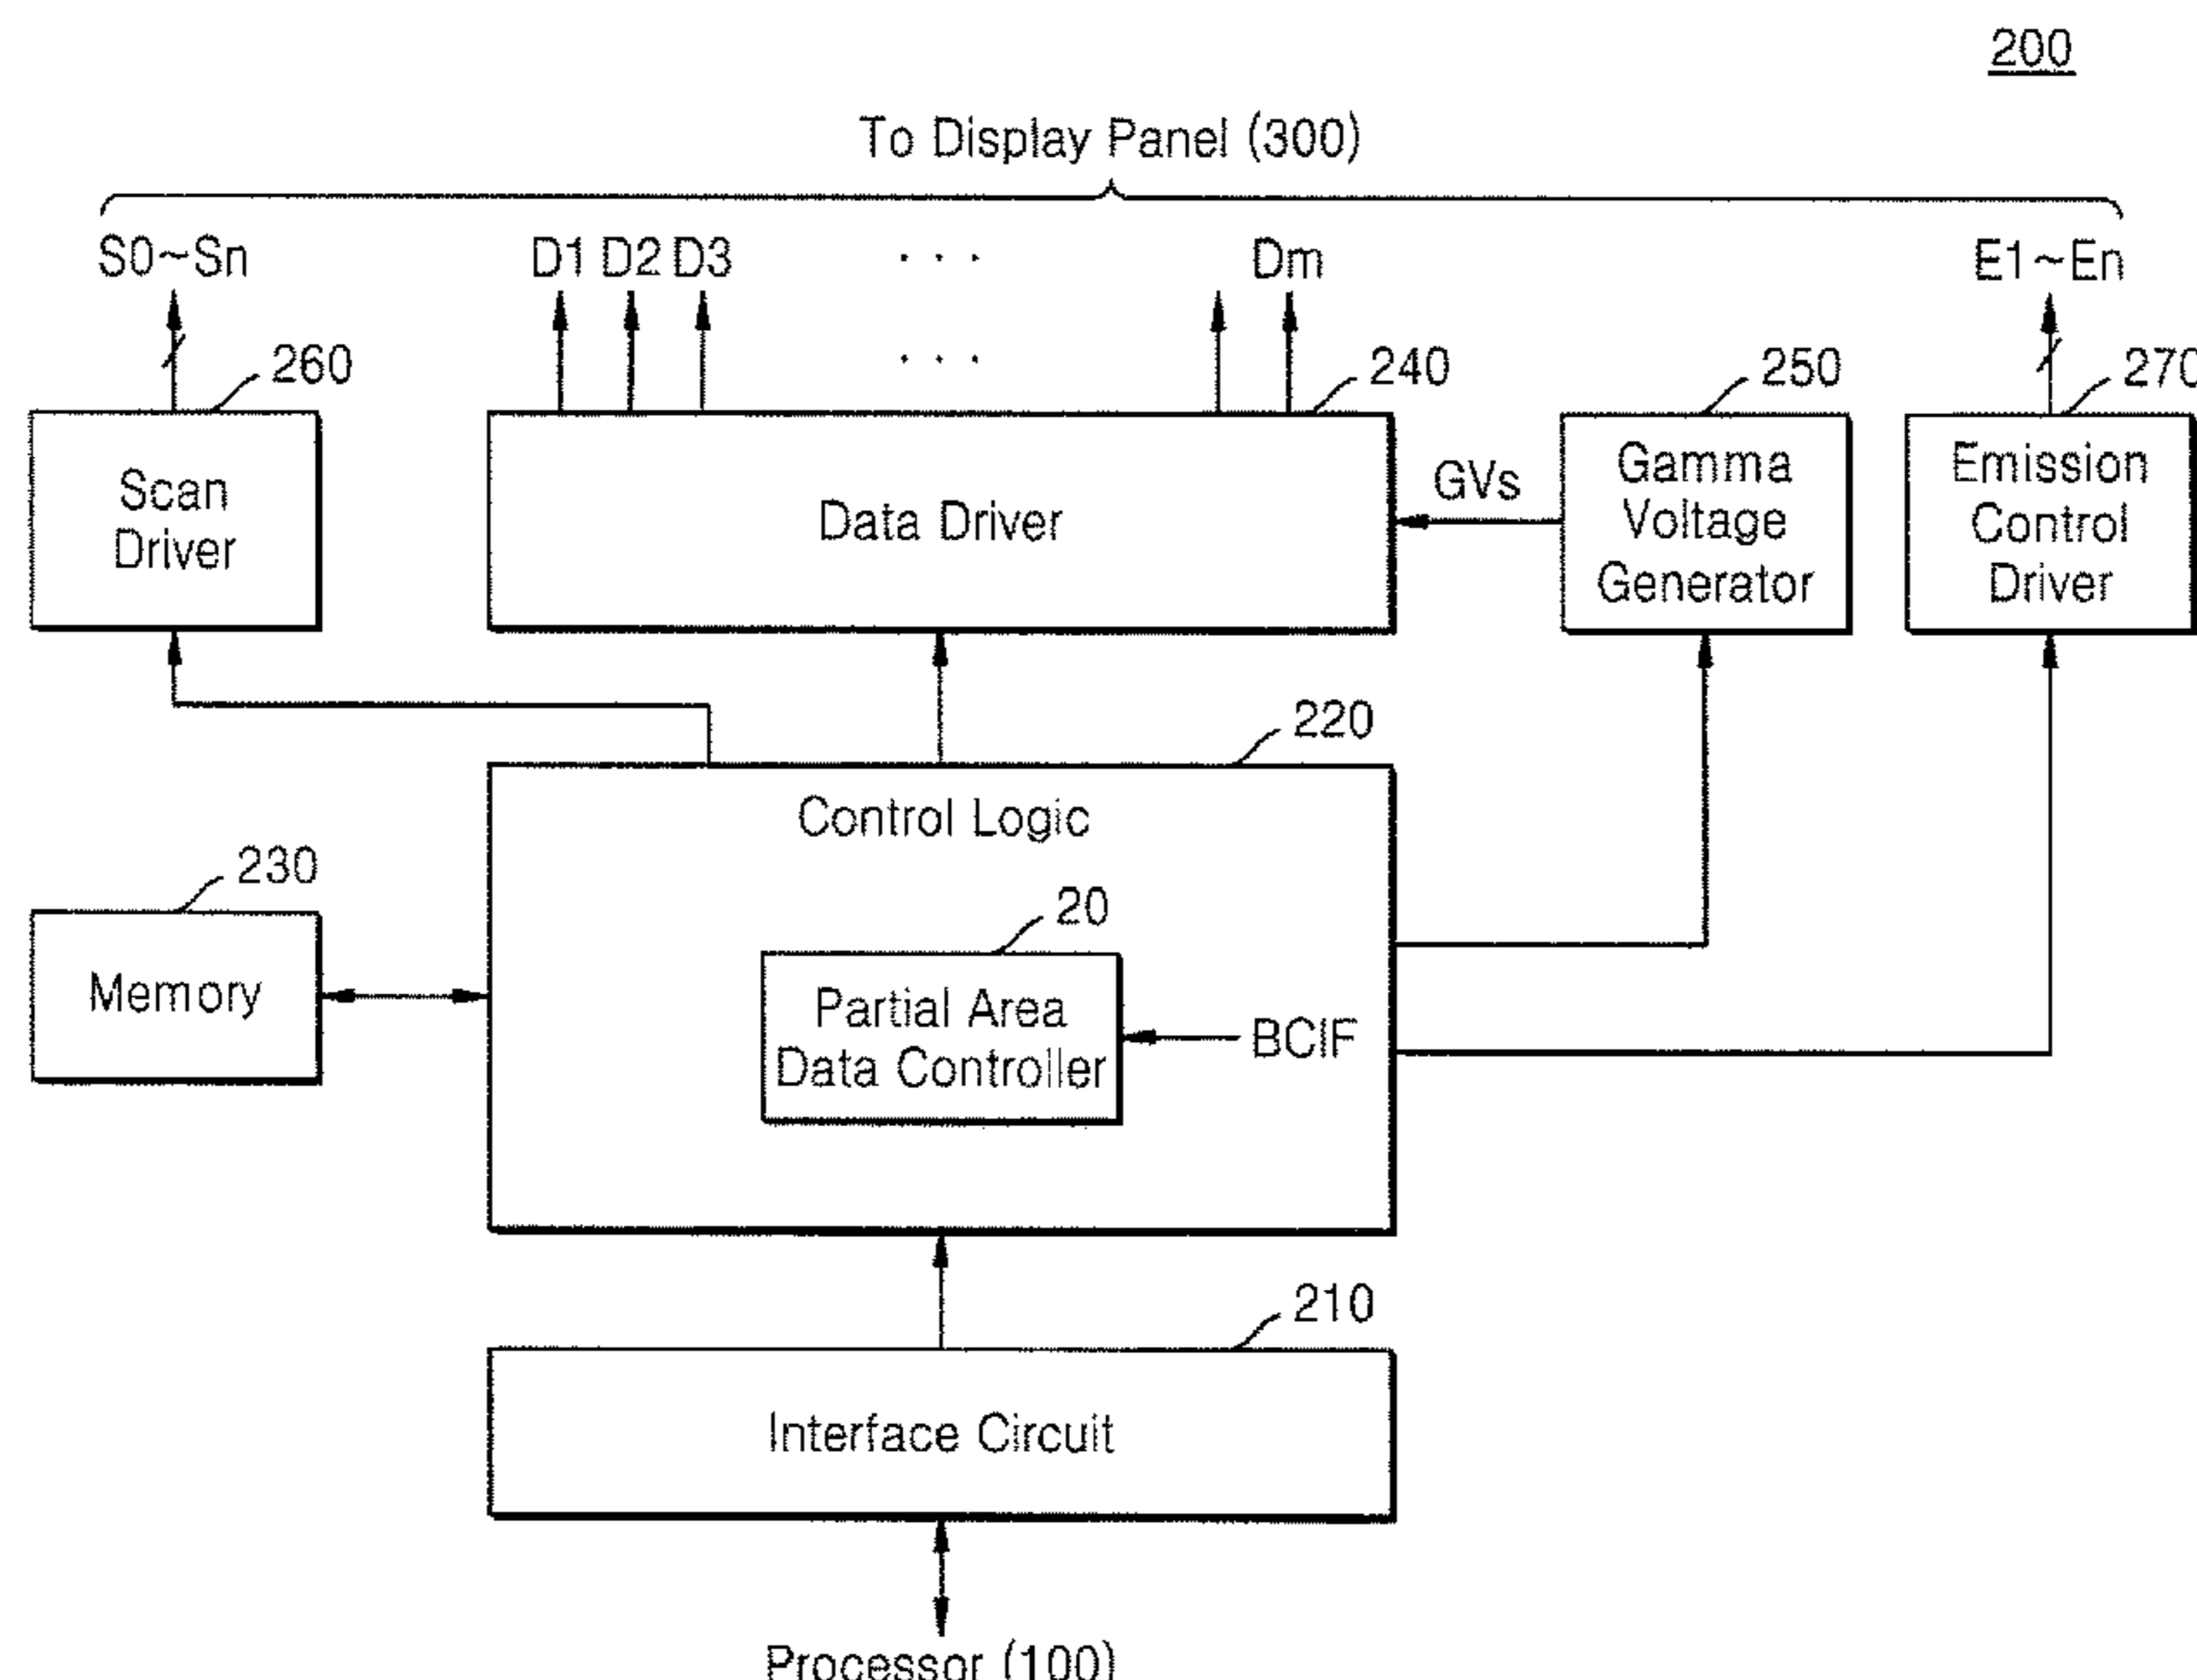 200
To Display Panel (300)
S0~Sn
D1 D2 D3 · · · Dm
E1~En
· · ·
260
240
250
270
Scan
Driver
Data Driver
GVs
Gamma
Voltage
Generator
Emission
Control
Driver
220
Control Logic
230
Memory
20
Partial Area
Data Controller
BCIF
210
Interface Circuit
Processor (100)